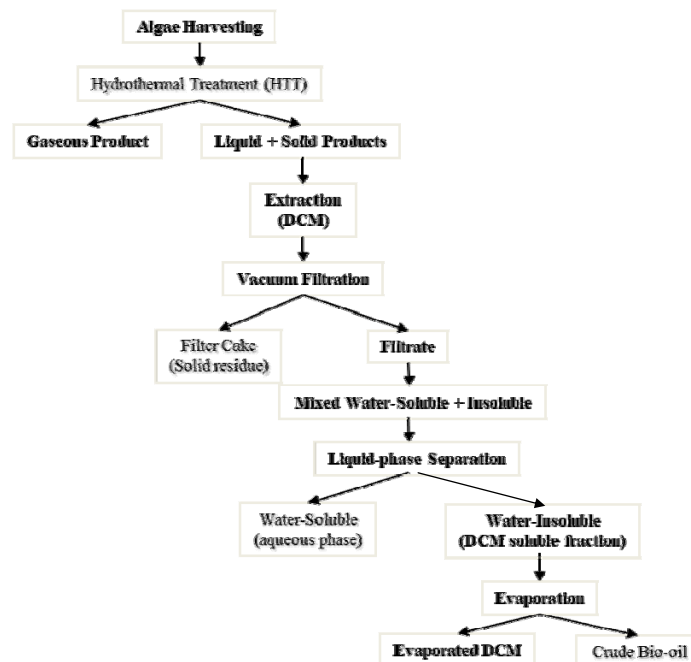 Algae Harvesting
Hydrothermal Treatment (HTT)
Gaseous Product
Liquid + Solid Products
Extraction
(DCM)
Vacuum Filtration
Filter Cake
(Solid residue)
Filtrate
Mixed Water-Soluble + Insoluble
Liquid-phase Separation
Water-Soluble
(aqueous phase)
Water-Insoluble
(DCM soluble fraction)
Evaporation
Evaporated DCM
Crude Bio-oil